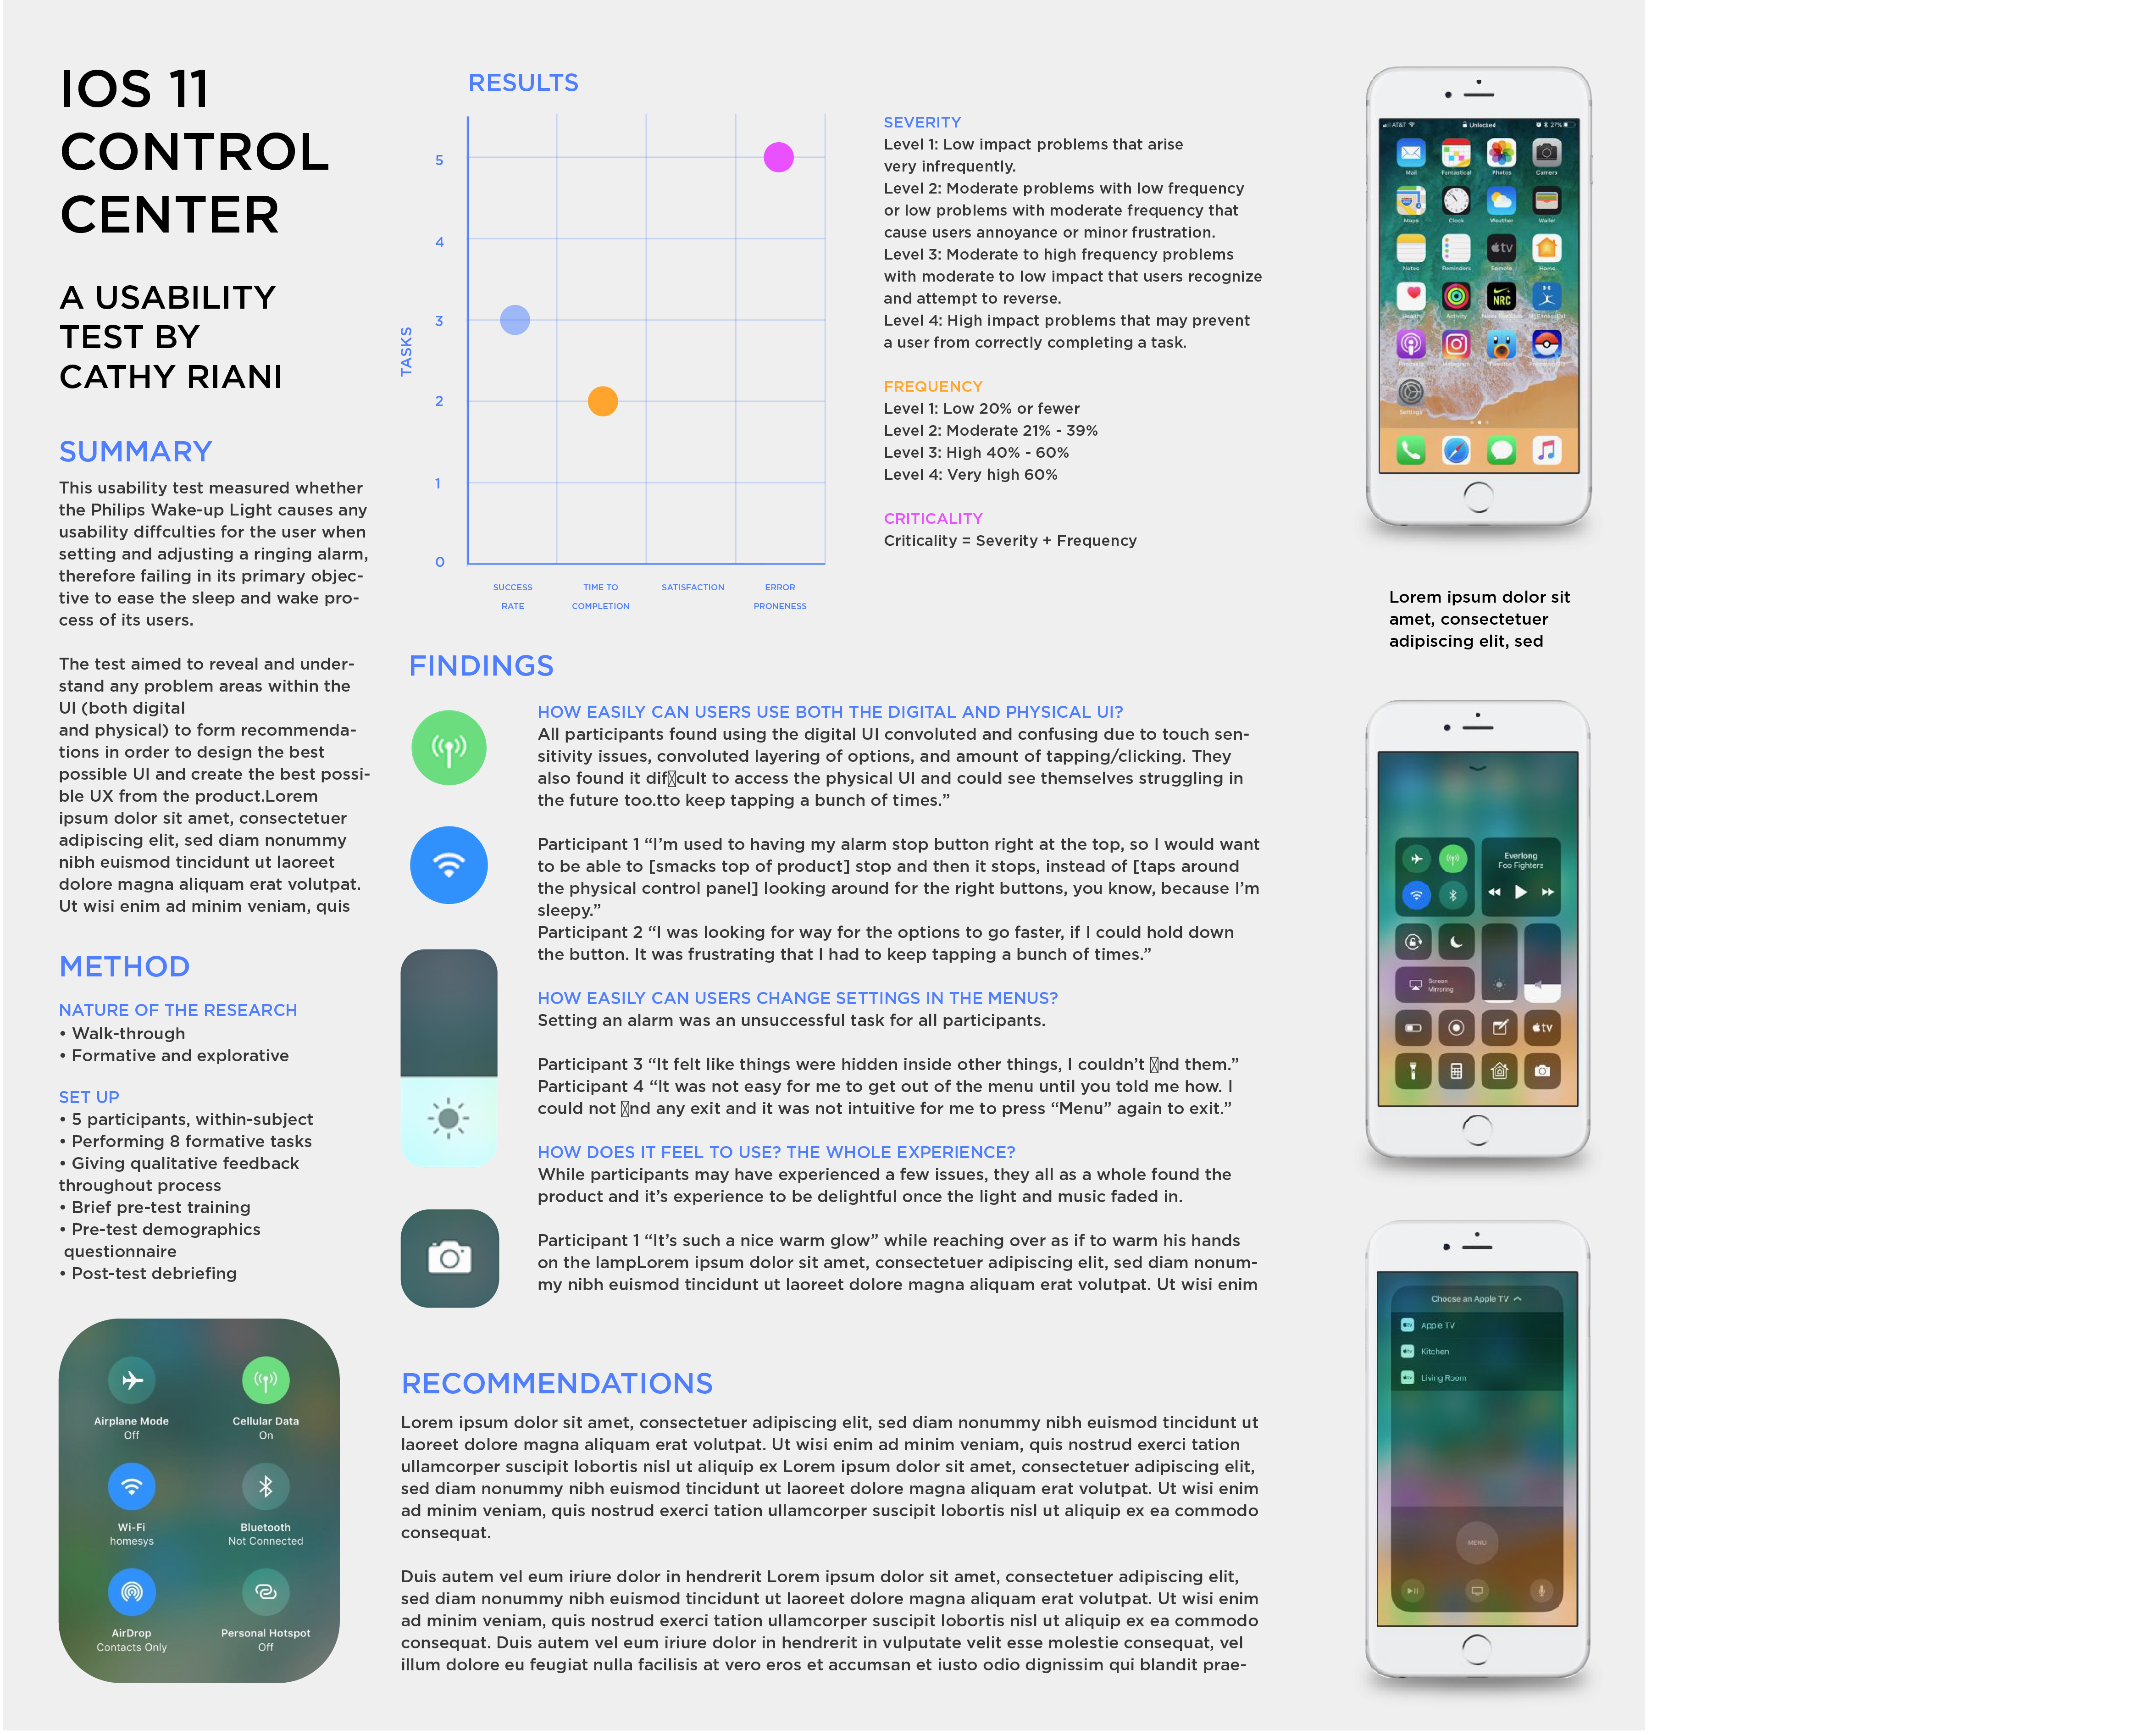 IOS 11
CONTROL
CENTER
A USABILITY
TEST BY
CATHY RIANI
SUMMARY
This usability test measured whether
the Philips Wake-up Light causes any
usability diffculties for the user when
setting and adjusting a ringing alarm,
therefore failing in its primary objec-
tive to ease the sleep and wake pro-
cess of its users.
The test aimed to reveal and under-
stand any problem areas within the
UI (both digital
and physical) to form recommenda-
tions in order to design the best
possible UI and create the best possi-
ble UX from the product.Lorem
ipsum dolor sit amet, consectetuer
adipiscing elit, sed diam nonummy
nibh euismod tincidunt ut laoreet
dolore magna aliquam erat volutpat.
Ut wisi enim ad minim veniam, quis
METHOD
NATURE OF THE RESEARCH
• Walk-through
• Formative and explorative
SET UP
• 5 participants, within-subject
• Performing 8 formative tasks
• Giving qualitative feedback
throughout process
• Brief pre-test training
• Pre-test demographics
questionnaire
• Post-test debriefing
Airplane Mode
Off
Cellular Data
On
Wi-Fi
homesys
Bluetooth
Not Connected
AirDrop
Contacts Only
Personal Hotspot
Off
RESULTS
TASKS
5
4
3
2
1
0
SUCCESS
RATE
TIME TO
COMPLETION
SATISFACTION
ERROR
PRONENESS
SEVERITY
Level 1: Low impact problems that arise
very infrequently.
Level 2: Moderate problems with low frequency
or low problems with moderate frequency that
cause users annoyance or minor frustration.
Level 3: Moderate to high frequency problems
with moderate to low impact that users recognize
and attempt to reverse.
Level 4: High impact problems that may prevent
a user from correctly completing a task.
FREQUENCY
Level 1: Low 20% or fewer
Level 2: Moderate 21% - 39%
Level 3: High 40% - 60%
Level 4: Very high 60%
CRITICALITY
Criticality = Severity + Frequency
FINDINGS
HOW EASILY CAN USERS USE BOTH THE DIGITAL AND PHYSICAL UI?
All participants found using the digital UI convoluted and confusing due to touch sen-
sitivity issues, convoluted layering of options, and amount of tapping/clicking. They
also found it dif cult to access the physical UI and could see themselves struggling in
the future too.tto keep tapping a bunch of times.”
Participant 1 “I’m used to having my alarm stop button right at the top, so I would want
to be able to [smacks top of product] stop and then it stops, instead of [taps around
the physical control panel] looking around for the right buttons, you know, because I’m
sleepy.”
Participant 2 “I was looking for way for the options to go faster, if I could hold down
the button. It was frustrating that I had to keep tapping a bunch of times.”
HOW EASILY CAN USERS CHANGE SETTINGS IN THE MENUS?
Setting an alarm was an unsuccessful task for all participants.
Participant 3 “It felt like things were hidden inside other things, I couldn’t nd them.”
Participant 4 “It was not easy for me to get out of the menu until you told me how. I
could not nd any exit and it was not intuitive for me to press “Menu” again to exit.”
HOW DOES IT FEEL TO USE? THE WHOLE EXPERIENCE?
While participants may have experienced a few issues, they all as a whole found the
product and it’s experience to be delightful once the light and music faded in.
Participant 1 “It’s such a nice warm glow” while reaching over as if to warm his hands
on the lampLorem ipsum dolor sit amet, consectetuer adipiscing elit, sed diam nonum-
my nibh euismod tincidunt ut laoreet dolore magna aliquam erat volutpat. Ut wisi enim
RECOMMENDATIONS
Lorem ipsum dolor sit amet, consectetuer adipiscing elit, sed diam nonummy nibh euismod tincidunt ut
laoreet dolore magna aliquam erat volutpat. Ut wisi enim ad minim veniam, quis nostrud exerci tation
ullamcorper suscipit lobortis nisl ut aliquip ex Lorem ipsum dolor sit amet, consectetuer adipiscing elit,
sed diam nonummy nibh euismod tincidunt ut laoreet dolore magna aliquam erat volutpat. Ut wisi enim
ad minim veniam, quis nostrud exerci tation ullamcorper suscipit lobortis nisl ut aliquip ex ea commodo
consequat.
Duis autem vel eum iriure dolor in hendrerit Lorem ipsum dolor sit amet, consectetuer adipiscing elit,
sed diam nonummy nibh euismod tincidunt ut laoreet dolore magna aliquam erat volutpat. Ut wisi enim
ad minim veniam, quis nostrud exerci tation ullamcorper suscipit lobortis nisl ut aliquip ex ea commodo
consequat. Duis autem vel eum iriure dolor in hendrerit in vulputate velit esse molestie consequat, vel
illum dolore eu feugiat nulla facilisis at vero eros et accumsan et iusto odio dignissim qui blandit prae-
AT&T Unlocked 27%
Mail Fantastical Photos Camera
Maps Clock Weather Wallet
tv
Notes Reminders Remote Home
NRC
Health Activity
Settings
Lorem ipsum dolor sit
amet, consectetuer
adipiscing elit, sed
Everlong
Foo Fighters
Screen
Mirroring
tv
Choose an Apple TV
Apple TV
Kitchen
Living Room
MENU